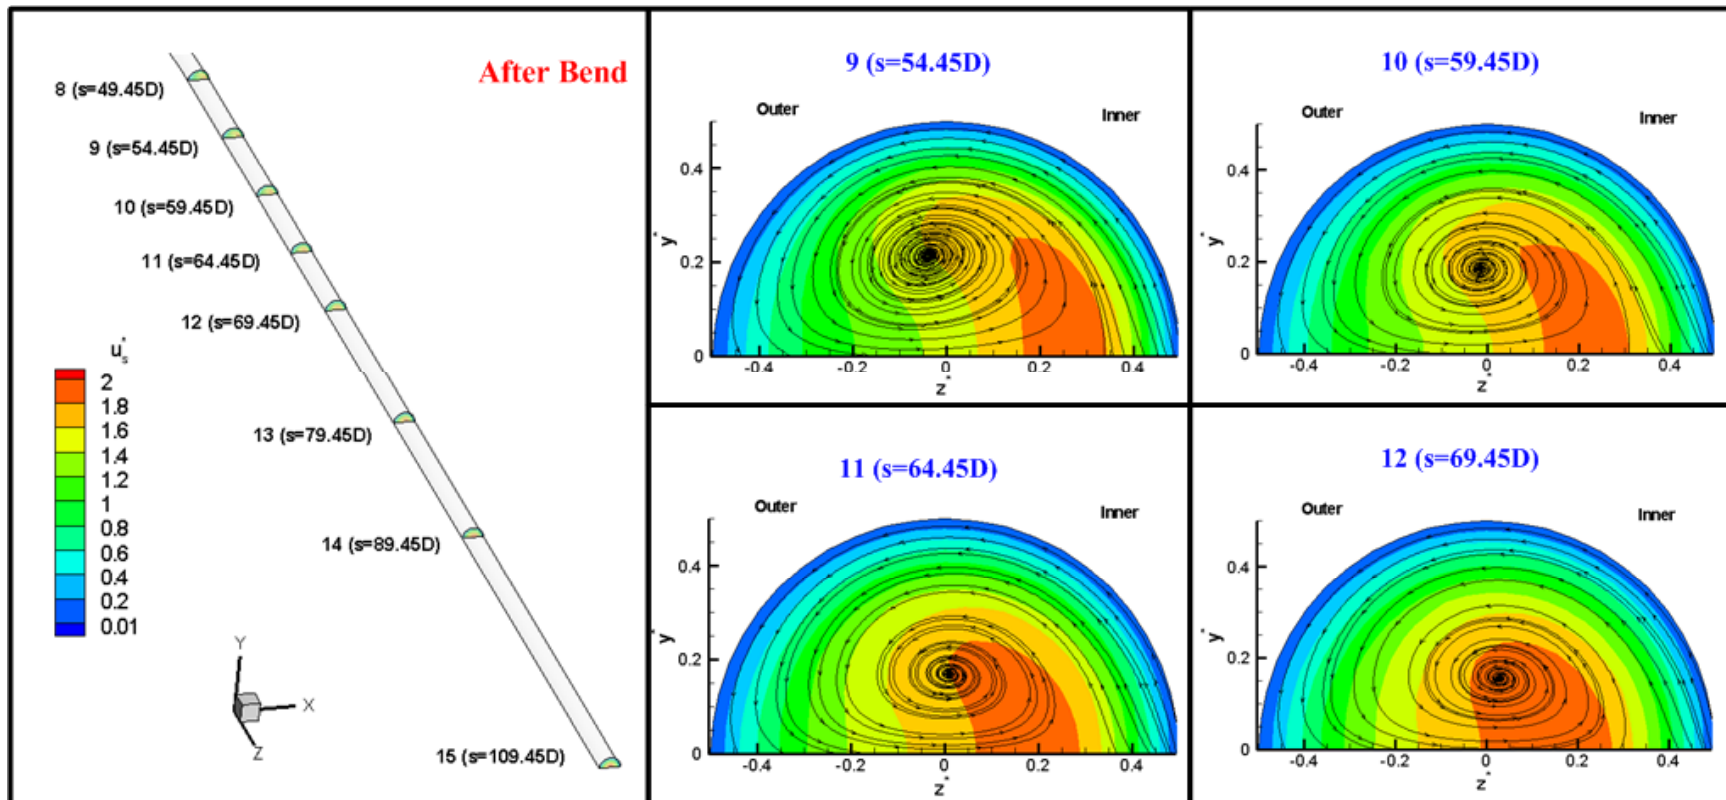 After Bend
8 (s=49.45D)
9 (s=54.45D)
10 (s=59.45D)
11 (s=64.45D)
12 (s=69.45D)
13 (s=79.45D)
14 (s=89.45D)
15 (s=109.45D)
u*s
2
1.8
1.6
1.4
1.2
1
0.8
0.6
0.4
0.2
0.01
Y
X
Z
9 (s=54.45D)
Outer
Inner
0.4
0.2
0
y*
-0.4
-0.2
0
0.2
0.4
z*
10 (s=59.45D)
Outer
Inner
0.4
0.2
0
y*
-0.4
-0.2
0
0.2
0.4
z*
11 (s=64.45D)
Outer
Inner
0.4
0.2
0
y*
-0.4
-0.2
0
0.2
0.4
z*
12 (s=69.45D)
Outer
Inner
0.4
0.2
0
y*
-0.4
-0.2
0
0.2
0.4
z*